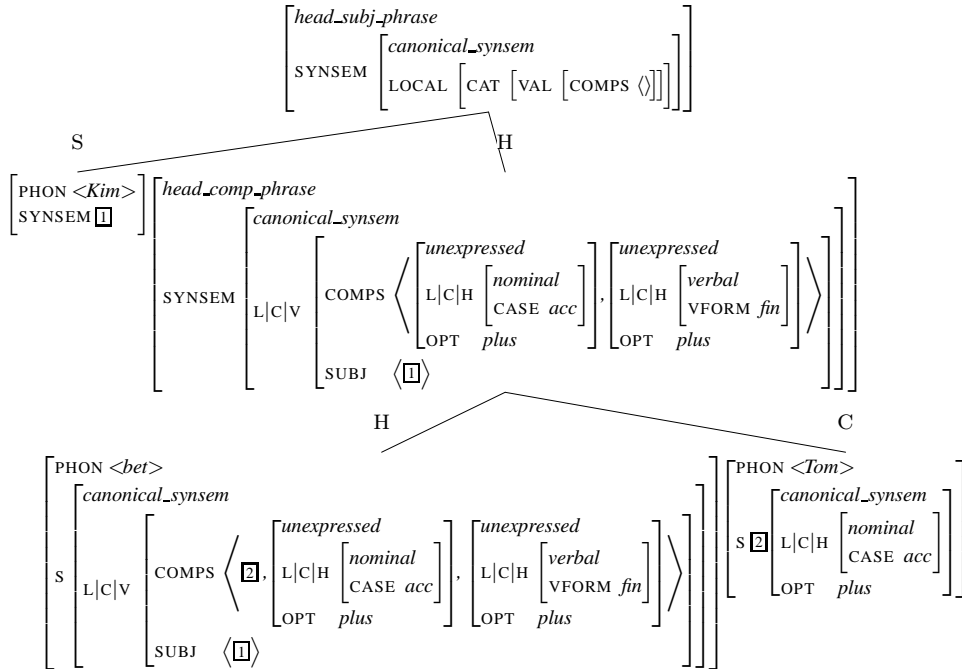 head_subj_phrase
canonical_synsem
SYNSEM
LOCAL [CAT [VAL [COMPS ⟨⟩]]]
S H
PHON <Kim>
SYNSEM 1
head_comp_phrase
canonical_synsem
unexpressed unexpressed
nominal verbal
COMPS ⟨ L|C|H CASE acc , L|C|H VFORM fin ⟩
SYNSEM
L|C|V
OPT plus OPT plus
SUBJ ⟨1⟩
H C
PHON <bet>
canonical_synsem
unexpressed unexpressed
nominal verbal
S COMPS ⟨ 2 , L|C|H CASE acc , L|C|H VFORM fin ⟩
L|C|V
OPT plus OPT plus
SUBJ ⟨1⟩
PHON <Tom>
canonical_synsem
nominal
S 2 L|C|H CASE acc
OPT plus